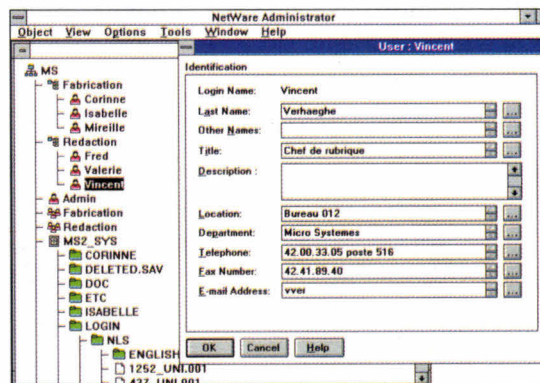 NetWare Administrator
Object View Options Tools Window Help
User : Vincent
MS
Fabrication
Corinne
Isabelle
Mireille
Redaction
Fred
Valerie
Vincent
Admin
Fabrication
Redaction
MS2_SYS
CORINNE
DELETED.SAV
DOC
ETC
ISABELLE
LOGIN
NLS
ENGLISH
1252_UNI.001
437_UNI.001
Identification
Login Name: Vincent
Last Name: Verhaeghe
Other Names:
Title: Chef de rubrique
Description :
Location: Bureau 012
Department: Micro Systemes
Telephone: 42.00.33.05 poste 516
Fax Number: 42.41.89.40
E-mail Address: vver
OK Cancel Help